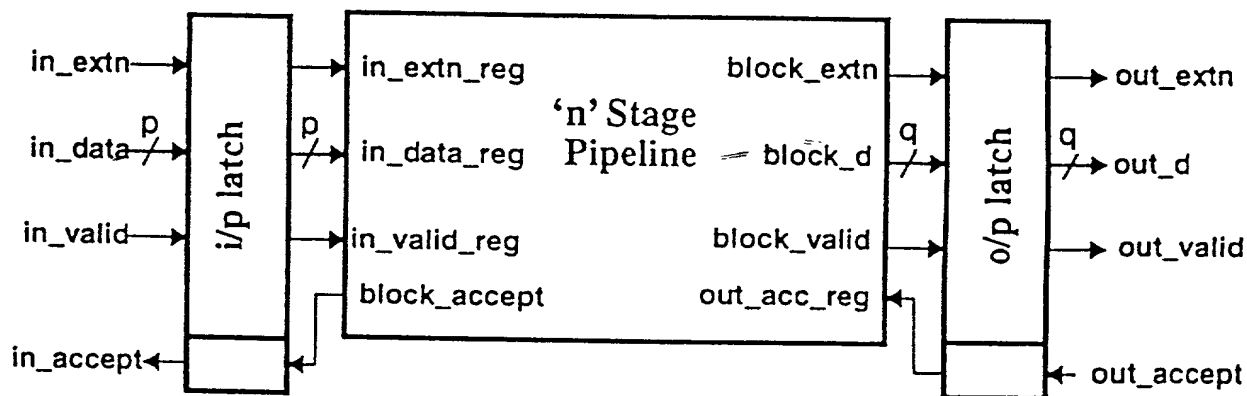 in_extn
in_data
in_valid
in_accept
p
i/p latch
p
in_extn_reg
in_data_reg
in_valid_reg
block_accept
‘n’ Stage
Pipeline
block_extn
block_d
block_valid
out_acc_reg
q
o/p latch
q
out_extn
out_d
out_valid
out_accept